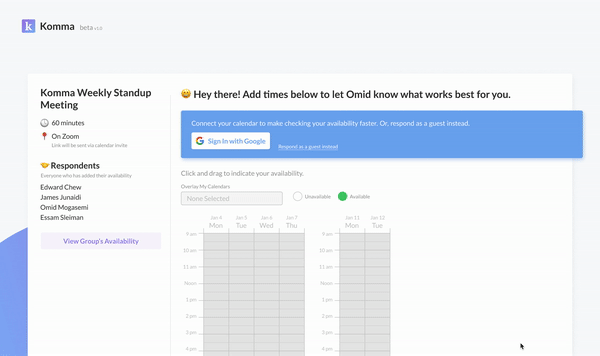 Komma beta v1.0
Komma Weekly Standup
Meeting
60 minutes
On Zoom
Link will be sent via calendar invite
Respondents
Everyone who has added their availability.
Edward Chew
James Junaidi
Omid Mogasemi
Essam Sleiman
View Group's Availability
Hey there! Add times below to let Omid know what works best for you.
Connect your calendar to make checking your availability faster. Or, respond as a guest instead.
Sign In with Google
Respond as a guest instead
Click and drag to indicate your availability.
Overlay My Calendars
None Selected
Unavailable
Available
Jan 4 Jan 5 Jan 6 Jan 7 Jan 11 Jan 12
Mon Tue Wed Thu Mon Tue
9 am 9 am
10 am 10 am
11 am 11 am
Noon Noon
1 pm 1 pm
2 pm 2 pm
3 pm 3 pm
4 pm 4 pm